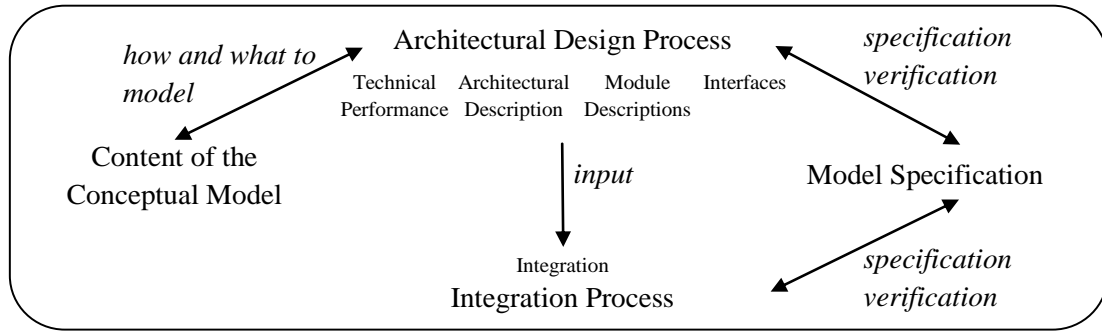 Architectural Design Process
how and what to
model
specification
verification
Technical Architectural Module Interfaces
Performance Description Descriptions
Content of the
Conceptual Model
input
Model Specification
Integration
Integration Process
specification
verification